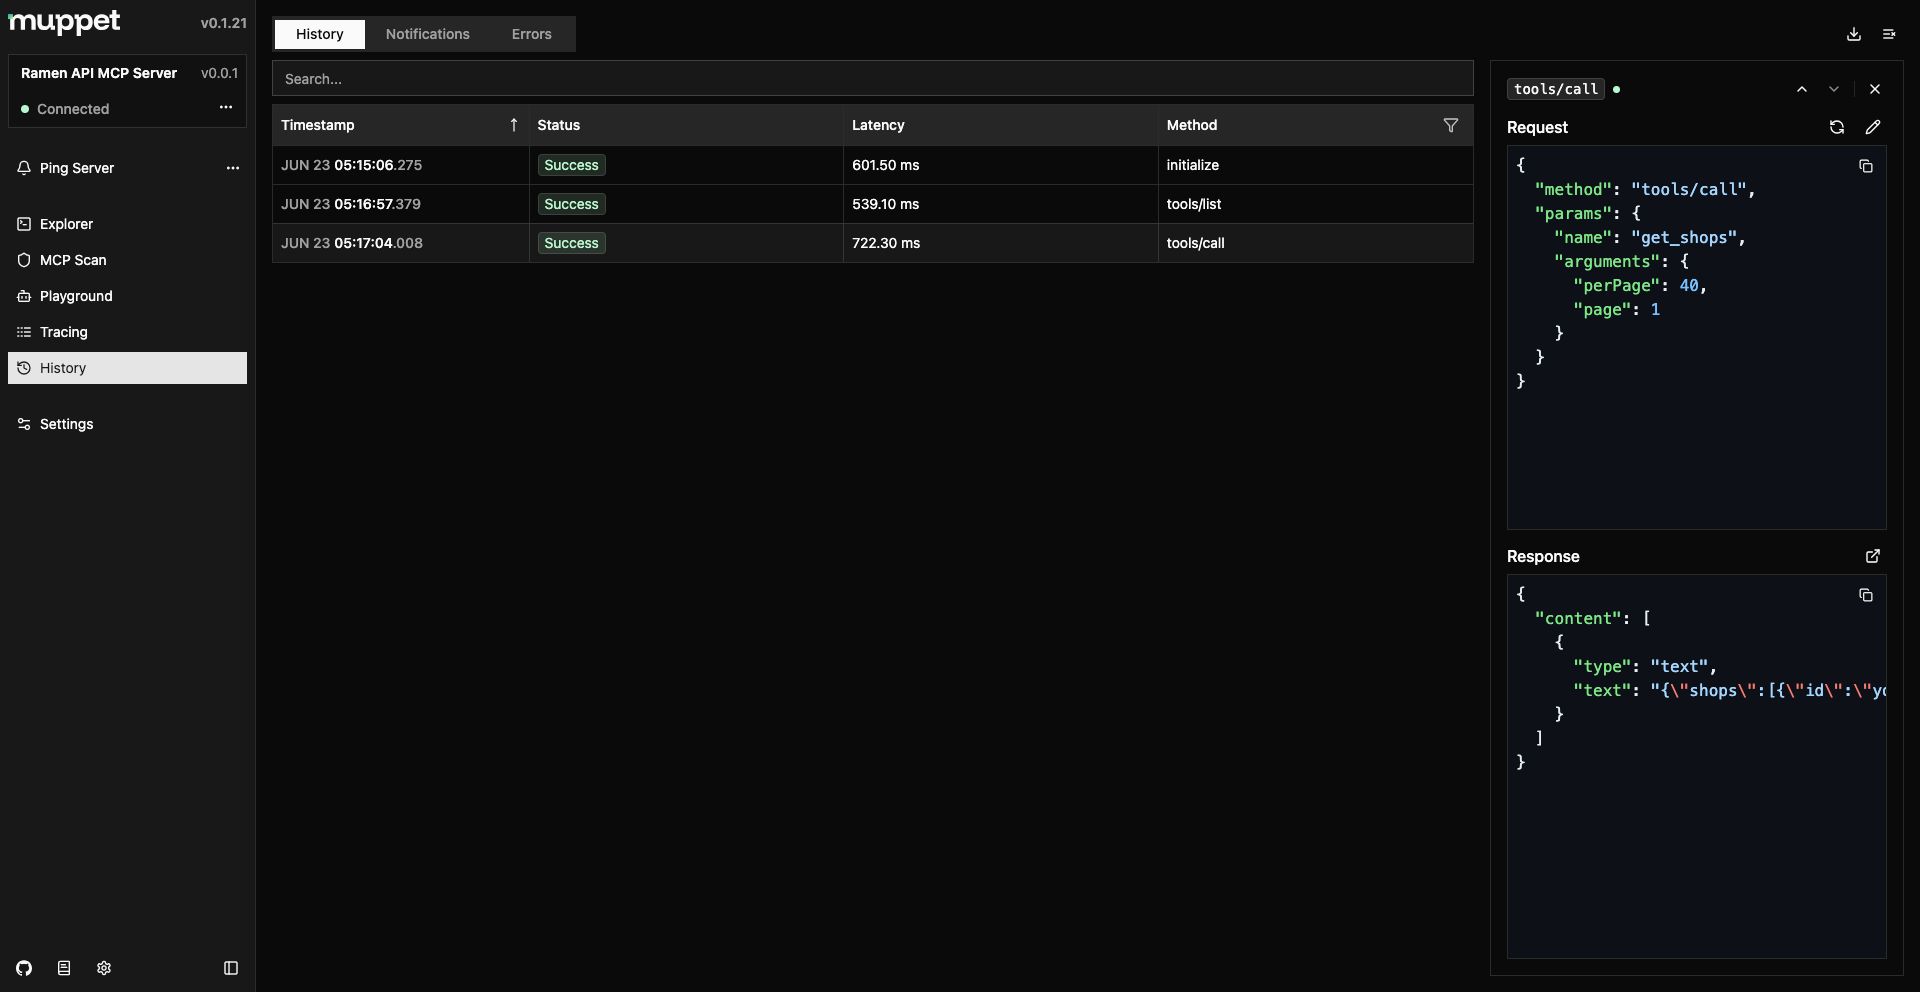 muppet v0.1.21
Ramen API MCP Server v0.0.1
Connected
Ping Server
Explorer
MCP Scan
Playground
Tracing
History
Settings
History Notifications Errors
Search...
Timestamp Status Latency Method
JUN 23 05:15:06.275 Success 601.50 ms initialize
JUN 23 05:16:57.379 Success 539.10 ms tools/list
JUN 23 05:17:04.008 Success 722.30 ms tools/call
tools/call
Request
{
  "method": "tools/call",
  "params": {
    "name": "get_shops",
    "arguments": {
      "perPage": 40,
      "page": 1
    }
  }
}
Response
{
  "content": [
    {
      "type": "text",
      "text": "{\"shops\":[{\"id\":\"yo
    }
  ]
}